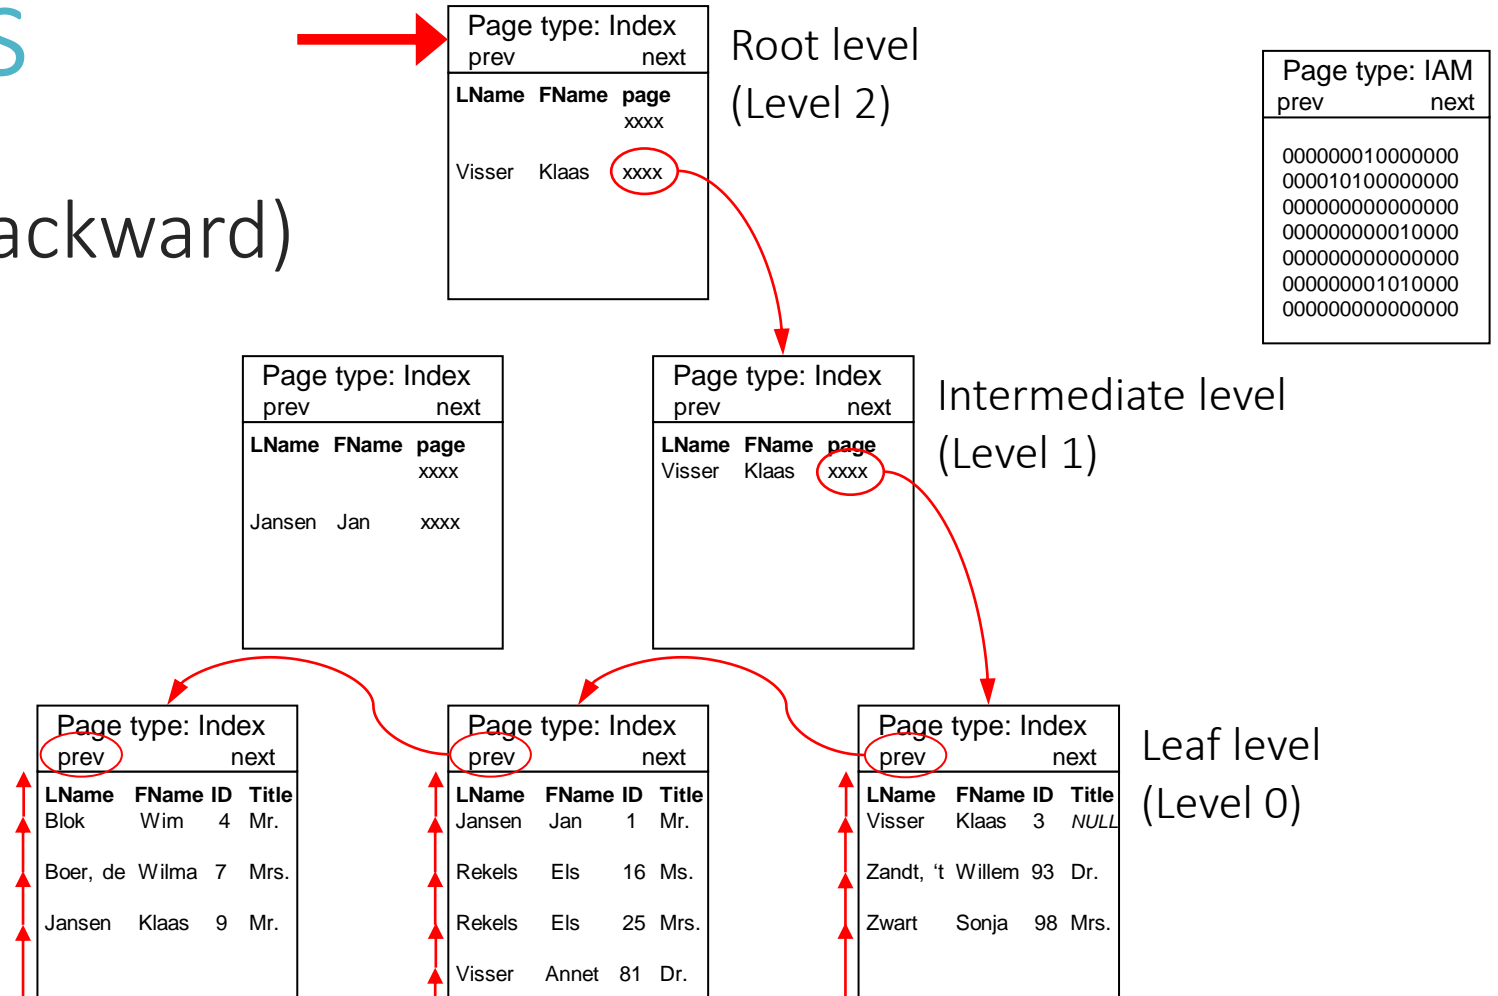 S
ackward)
Page type: Index
prev next
LName FName page
xxxx
Visser Klaas xxxx
Root level
(Level 2)
Page type: IAM
prev next
000000010000000
000010100000000
000000000000000
000000000010000
000000000000000
000000001010000
000000000000000
Page type: Index
prev next
LName FName page
xxxx
Jansen Jan xxxx
Page type: Index
prev next
LName FName page
Visser Klaas xxxx
Intermediate level
(Level 1)
Page type: Index
prev next
LName FName ID Title
Blok Wim 4 Mr.
Boer, de Wilma 7 Mrs.
Jansen Klaas 9 Mr.
Page type: Index
prev next
LName FName ID Title
Jansen Jan 1 Mr.
Rekels Els 16 Ms.
Rekels Els 25 Mrs.
Visser Annet 81 Dr.
Page type: Index
prev next
LName FName ID Title
Visser Klaas 3 NULL
Zandt, ‘t Willem 93 Dr.
Zwart Sonja 98 Mrs.
Leaf level
(Level 0)